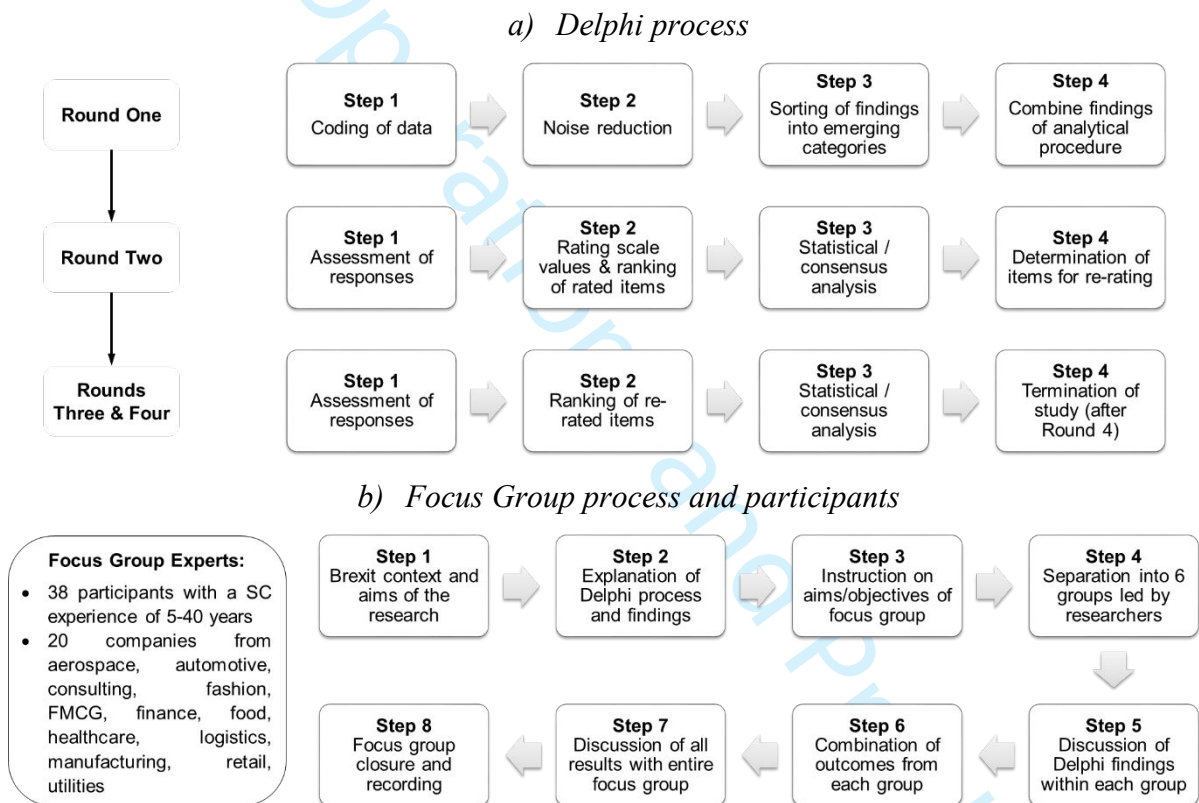 a) Delphi process
Round One
Step 1
Coding of data
Step 2
Noise reduction
Step 3
Sorting of findings
into emerging
categories
Step 4
Combine findings
of analytical
procedure
Round Two
Step 1
Assessment of
responses
Step 2
Rating scale
values & ranking
of rated items
Step 3
Statistical /
consensus
analysis
Step 4
Determination of
items for re-rating
Rounds
Three & Four
Step 1
Assessment of
responses
Step 2
Ranking of re-
rated items
Step 3
Statistical /
consensus
analysis
Step 4
Termination of
study (after
Round 4)
b) Focus Group process and participants
Focus Group Experts:
• 38 participants with a SC
experience of 5-40 years
• 20 companies from
aerospace, automotive,
consulting, fashion,
FMCG, finance, food,
healthcare, logistics,
manufacturing, retail,
utilities
Step 1
Brexit context and
aims of the
research
Step 2
Explanation of
Delphi process
and findings
Step 3
Instruction on
aims/objectives of
focus group
Step 4
Separation into 6
groups led by
researchers
Step 8
Focus group
closure and
recording
Step 7
Discussion of all
results with entire
focus group
Step 6
Combination of
outcomes from
each group
Step 5
Discussion of
Delphi findings
within each group